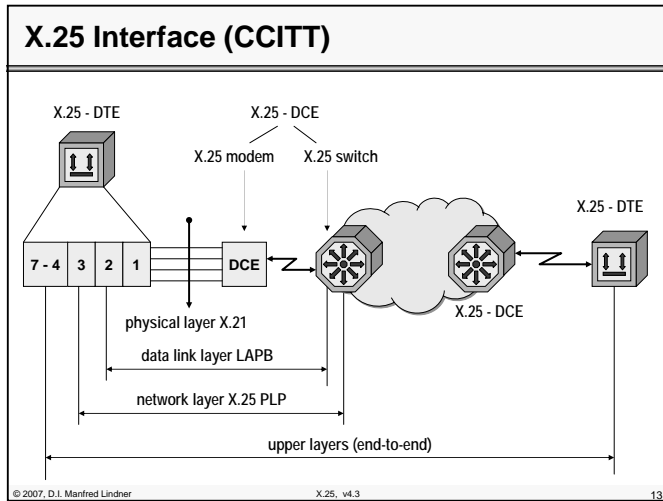 X.25 Interface (CCITT)
X.25 - DTE
X.25 - DCE
X.25 modem
X.25 switch
X.25 - DTE
7 - 4
3
2
1
DCE
X.25 - DCE
physical layer X.21
data link layer LAPB
network layer X.25 PLP
upper layers (end-to-end)
© 2007, D.I. Manfred Lindner
X.25, v4.3
13